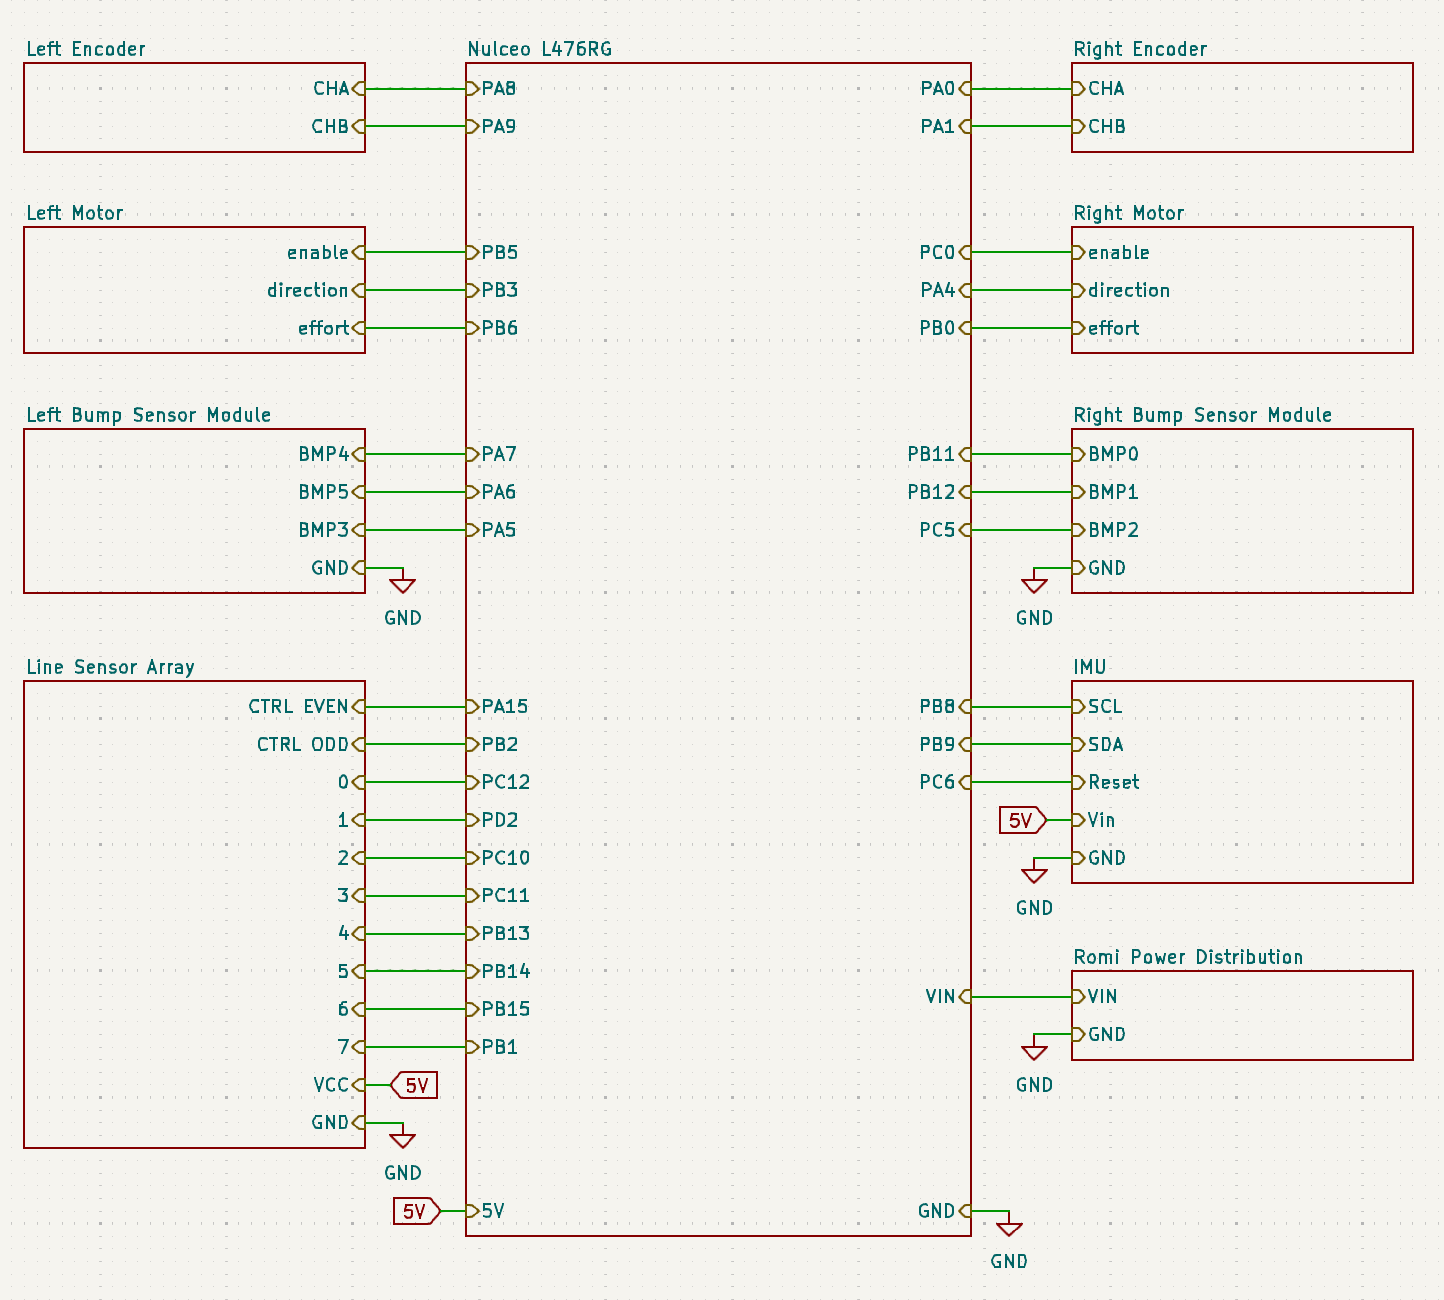 Left Encoder
CHA
CHB
Left Motor
enable
direction
effort
Left Bump Sensor Module
BMP4
BMP5
BMP3
GND
GND
Line Sensor Array
CTRL EVEN
CTRL ODD
0
1
2
3
4
5
6
7
VCC
5V
GND
GND
5V
Nulceo L476RG
PA8
PA9
PB5
PB3
PB6
PA7
PA6
PA5
PA15
PB2
PC12
PD2
PC10
PC11
PB13
PB14
PB15
PB1
5V
PA0
PA1
PC0
PA4
PB0
PB11
PB12
PC5
PB8
PB9
PC6
VIN
GND
GND
Right Encoder
CHA
CHB
Right Motor
enable
direction
effort
Right Bump Sensor Module
BMP0
BMP1
BMP2
GND
GND
IMU
SCL
SDA
Reset
5V
Vin
GND
GND
Romi Power Distribution
VIN
GND
GND